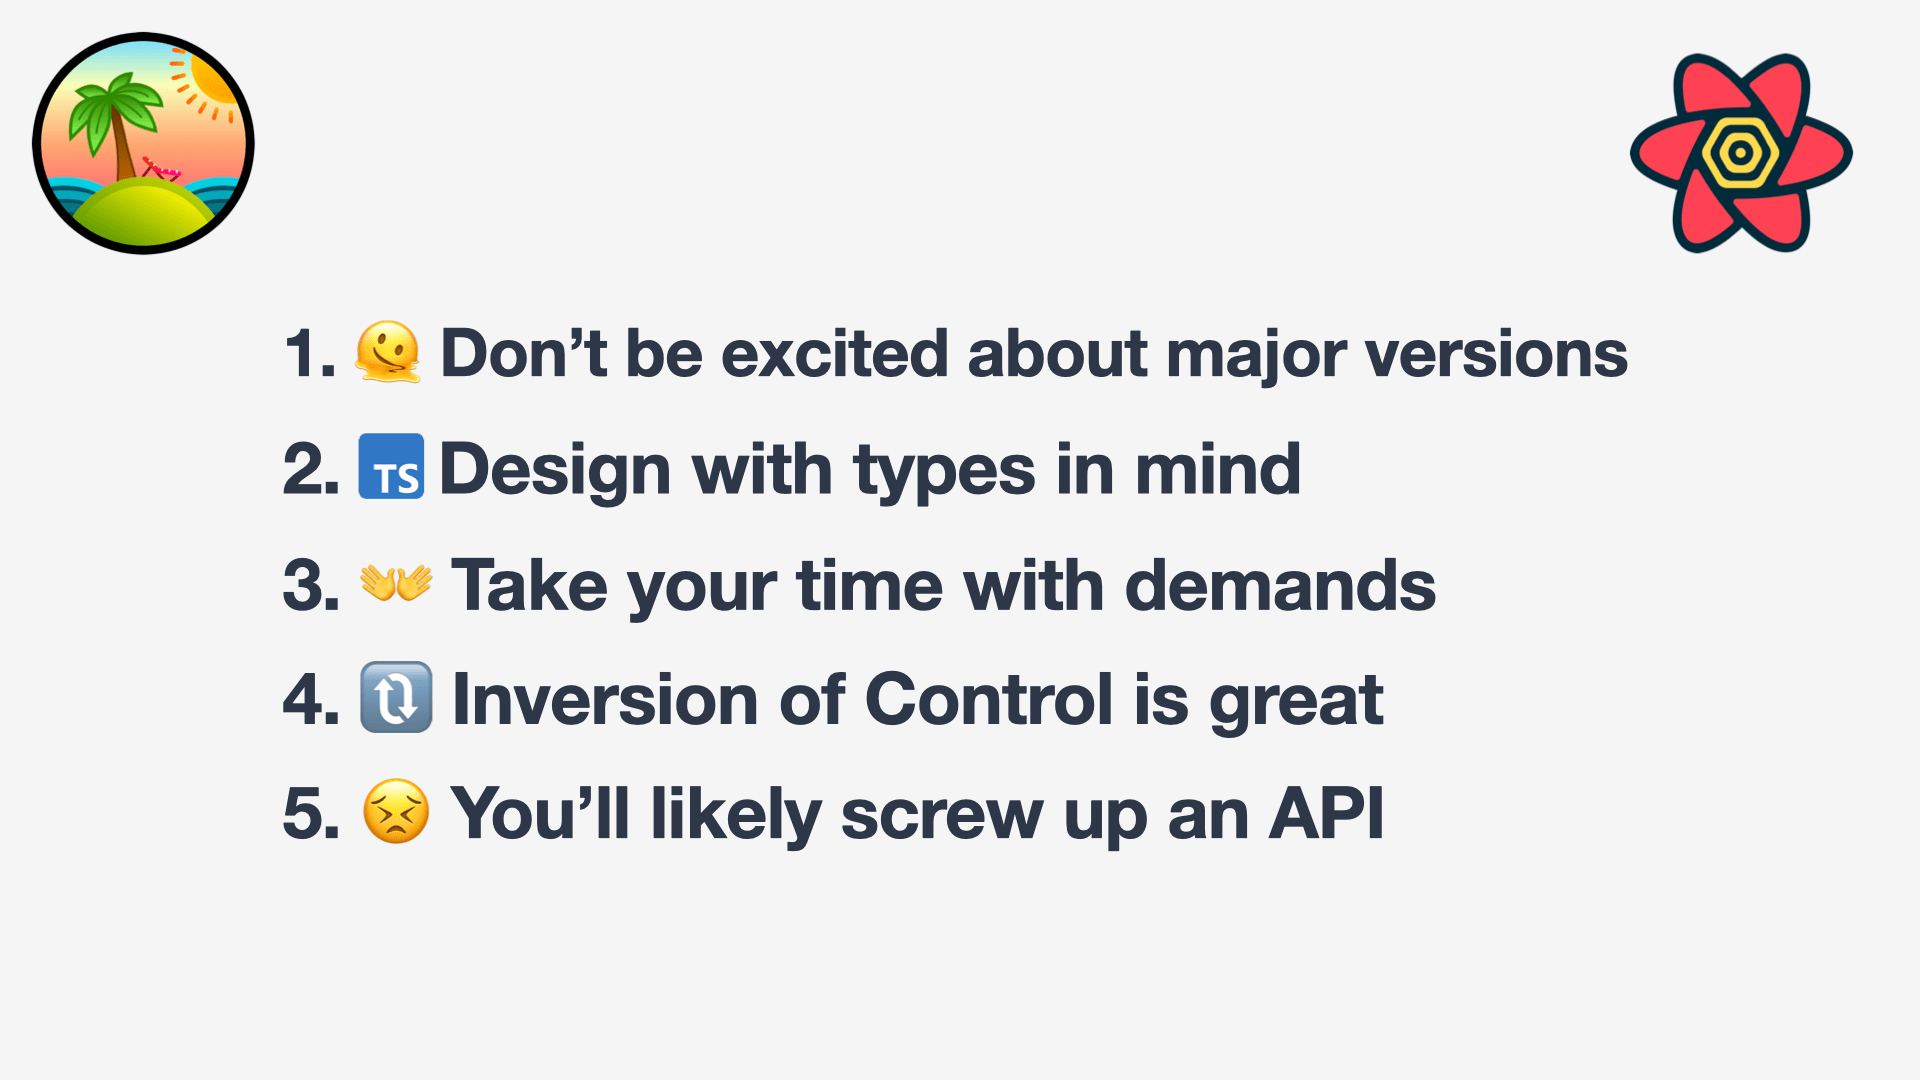 1. 🫠 Don’t be excited about major versions
2. TS Design with types in mind
3. 👐 Take your time with demands
4. 🔃 Inversion of Control is great
5. 😣 You’ll likely screw up an API